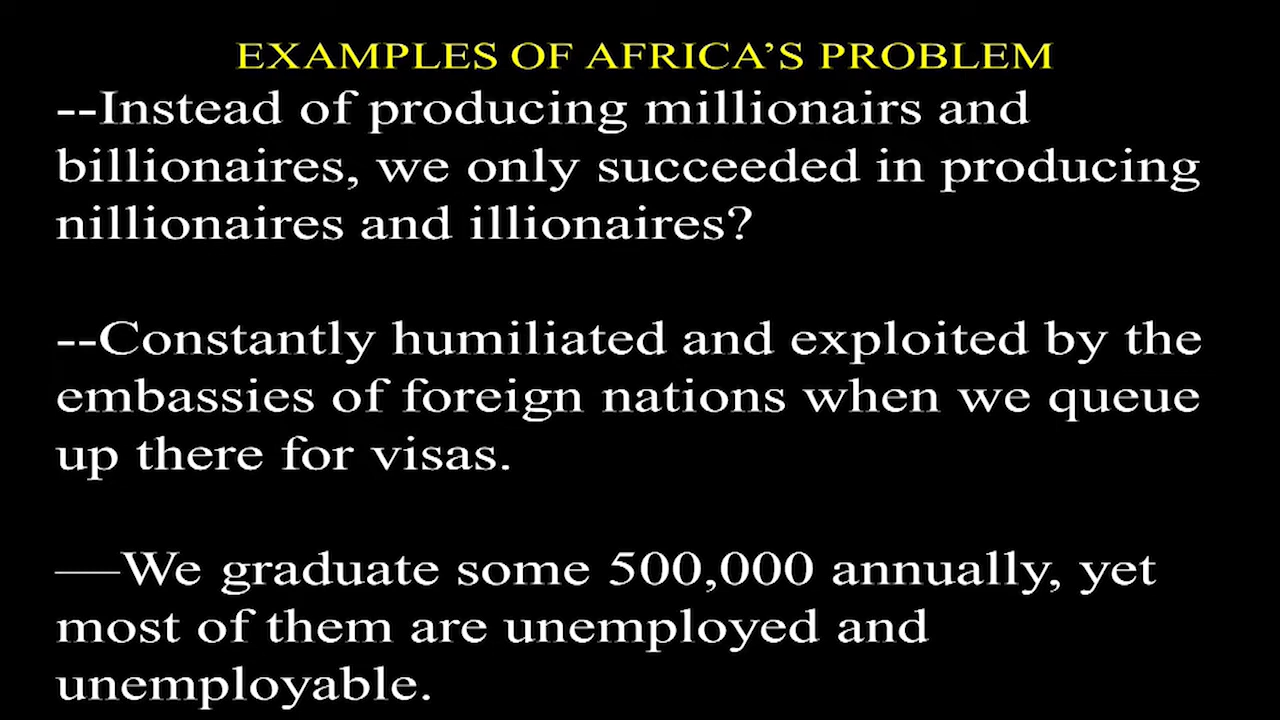 EXAMPLES OF AFRICA’S PROBLEM
--Instead of producing millionairs and
billionaires, we only succeeded in producing
nillionaires and illionaires?
--Constantly humiliated and exploited by the
embassies of foreign nations when we queue
up there for visas.
—We graduate some 500,000 annually, yet
most of them are unemployed and
unemployable.